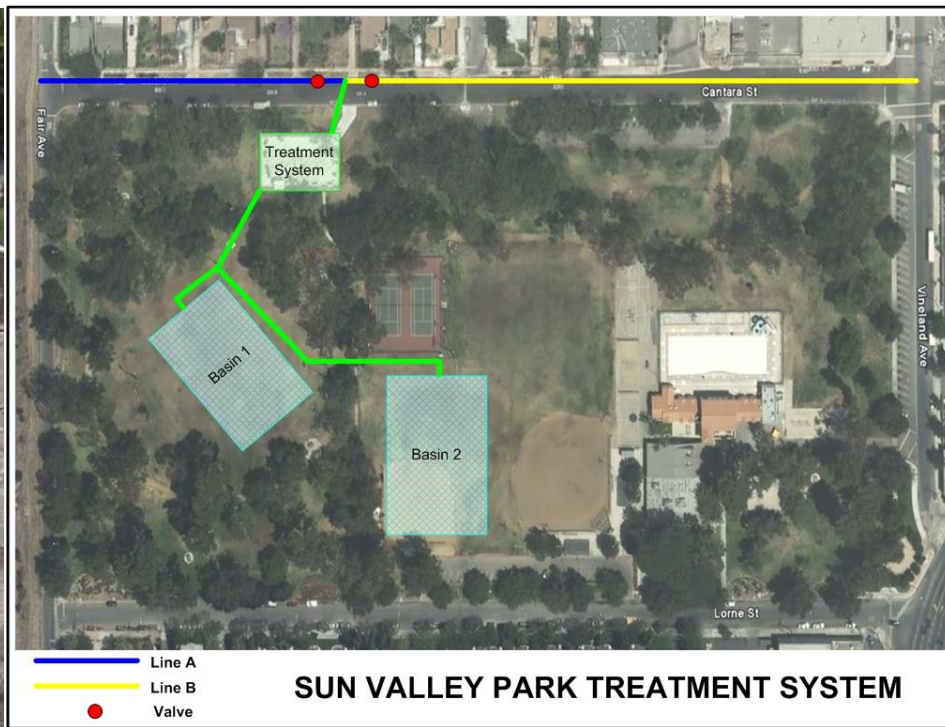 Cantara St
Fair Ave
Treatment
System
Vineland Ave
Basin 1
Basin 2
Lorne St
Line A
Line B
Valve
SUN VALLEY PARK TREATMENT SYSTEM